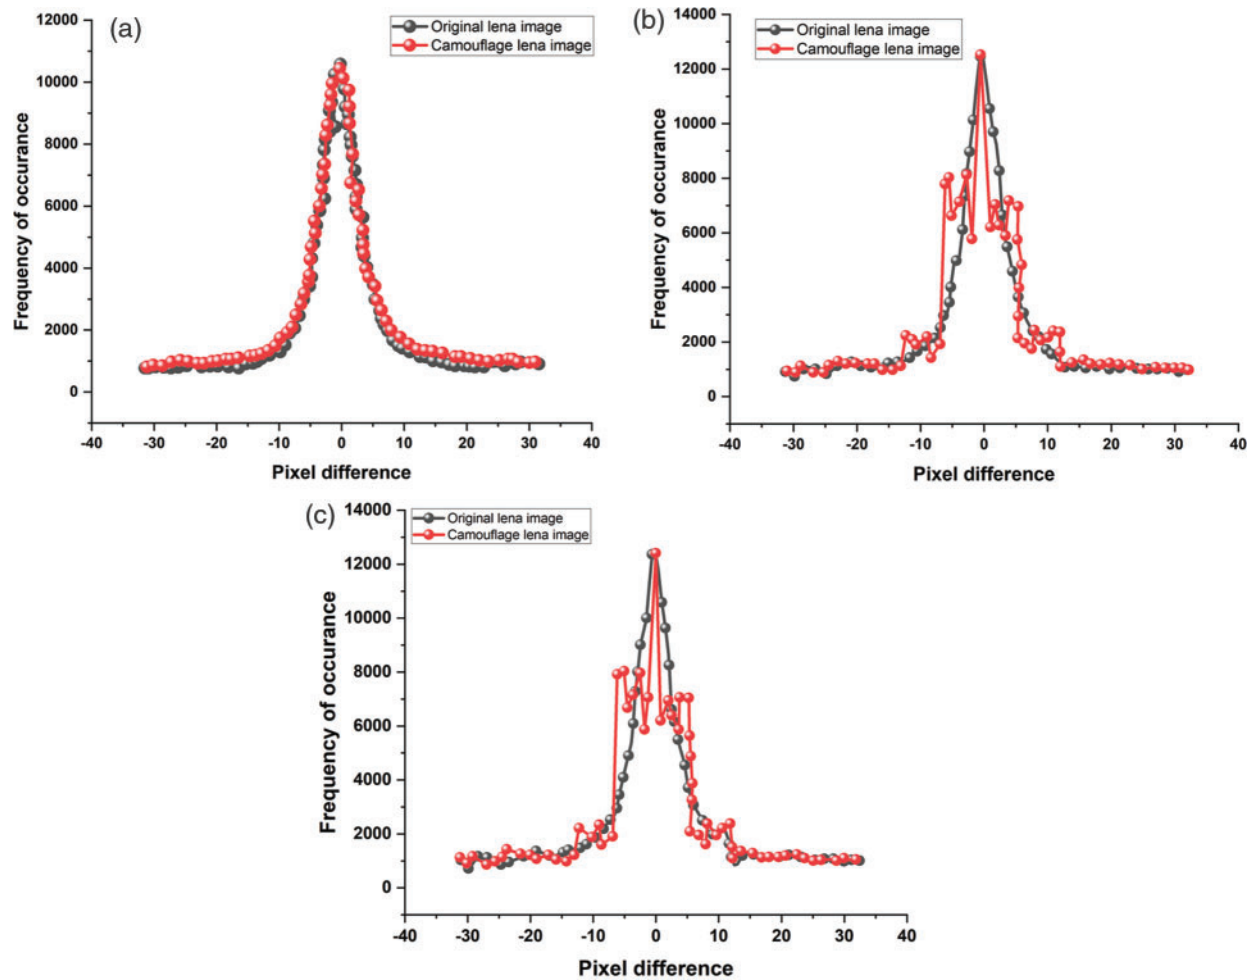 (a)
Original lena image
Camouflage lena image
12000
10000
8000
6000
4000
2000
0
Frequency of occurance
-40 -30 -20 -10 0 10 20 30 40
Pixel difference
(b)
Original lena image
Camouflage lena image
14000
12000
10000
8000
6000
4000
2000
0
Frequency of occurance
-40 -30 -20 -10 0 10 20 30 40
Pixel difference
(c)
Original lena image
Camouflage lena image
14000
12000
10000
8000
6000
4000
2000
0
Frequency of occurance
-40 -30 -20 -10 0 10 20 30 40
Pixel difference